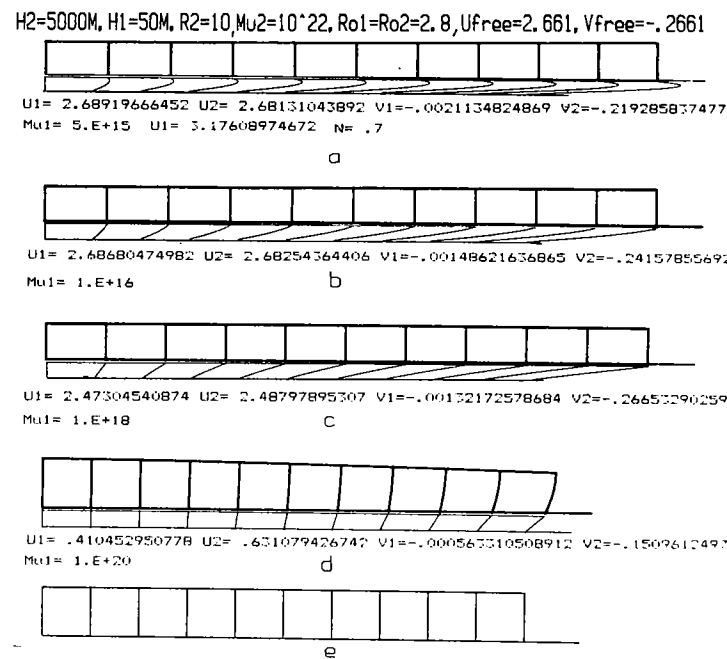 H2=5000M, H1=50M, R2=10,Mu2=10^22, Ro1=Ro2=2.8,Ufree=2.661, Vfree=-.2661
U1= 2.68919666452 U2= 2.68131043892 V1=-.0021134824869 V2=-.219285837477
Mu1= 5.E+15 U1= 3.17608974672 N= .7
a
U1= 2.68680474982 U2= 2.68254364406 V1=-.00148621636865 V2=-.24157855692
Mu1= 1.E+16 b
U1= 2.47304540874 U2= 2.48797895307 V1=-.00132172578684 V2=-.26653290259
Mu1= 1.E+18 c
U1= .410452950778 U2= .631079426742 V1=-.000563310508912 V2=-.1509612493
Mu1= 1.E+20 d
e